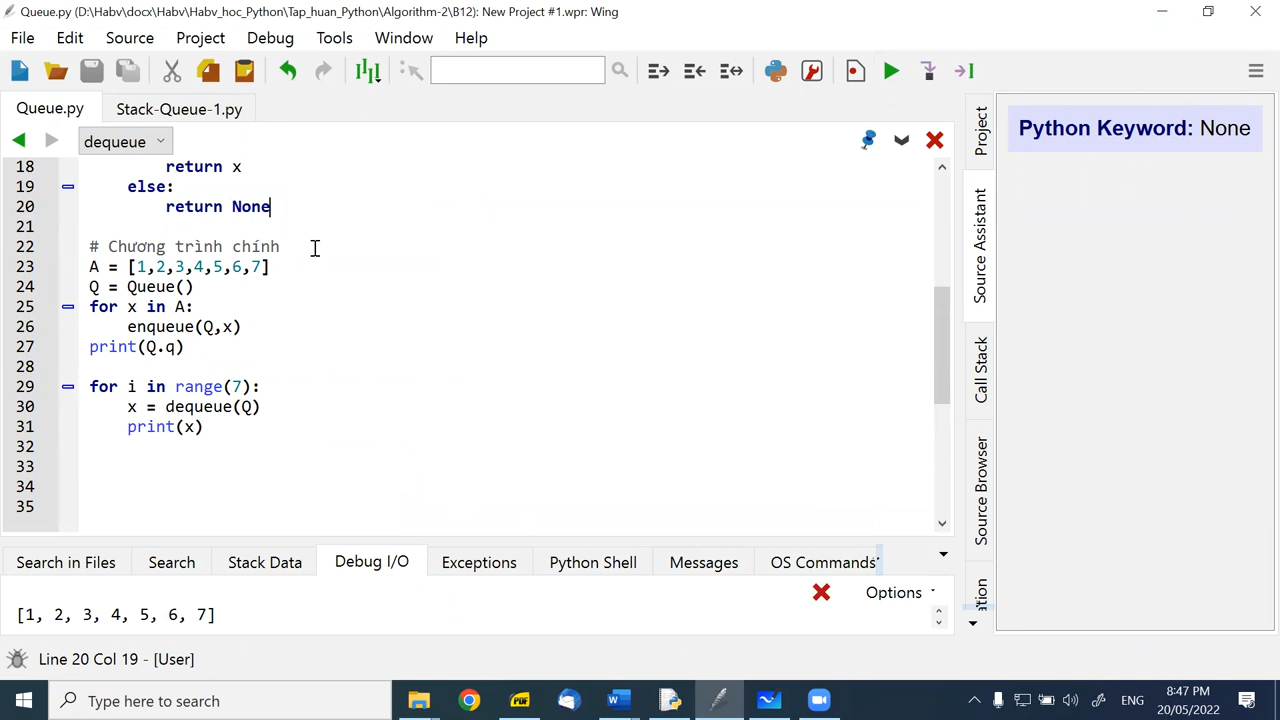 Queue.py (D:\Habv\docx\Habv\Habv_hoc_Python\Tap_huan_Python\Algorithm-2\B12): New Project #1.wpr: Wing
File Edit Source Project Debug Tools Window Help
Queue.py Stack-Queue-1.py
dequeue
18 return x
19 else:
20 return None
21
22 # Chương trình chính
23 A = [1,2,3,4,5,6,7]
24 Q = Queue()
25 for x in A:
26 enqueue(Q,x)
27 print(Q.q)
28
29 for i in range(7):
30 x = dequeue(Q)
31 print(x)
32
33
34
35
Project
Source Assistant
Call Stack
Source Browser
Python Keyword: None
Search in Files Search Stack Data Debug I/O Exceptions Python Shell Messages OS Commands
Options
[1, 2, 3, 4, 5, 6, 7]
Line 20 Col 19 - [User]
Type here to search
PDF
ENG
8:47 PM
20/05/2022